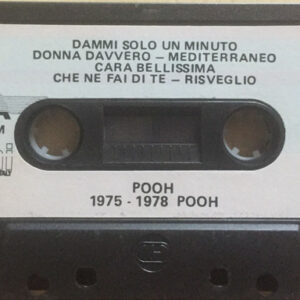 DAMMI SOLO UN MINUTO
DONNA DAVVERO – MEDITERRANEO
CARA BELLISSIMA
CHE NE FAI DI TE – RISVEGLIO
POOH
1975 - 1978 POOH